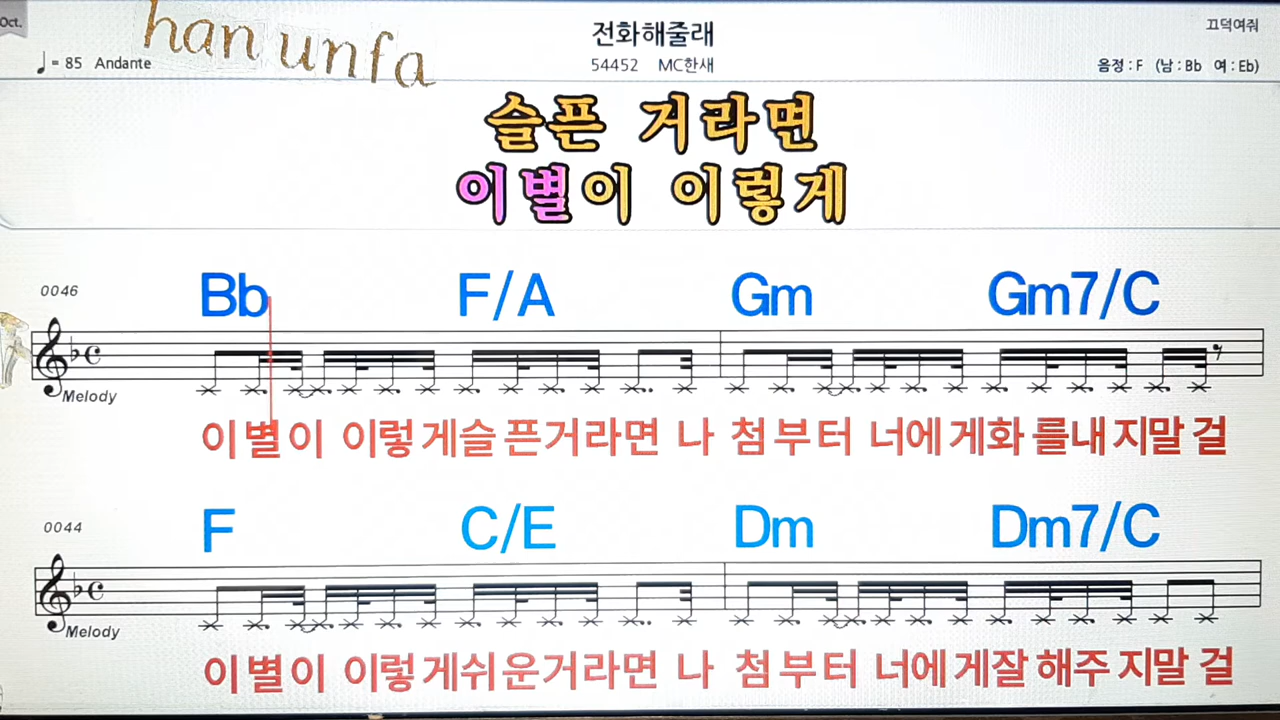 Oct.
han unfa
♩= 85 Andante
전화해줄래
54452 MC한새
끄덕여줘
음정 : F (남 : Bb 여 : Eb)
슬픈 거라면
이별이 이렇게
0046
Bb F/A Gm Gm7/C
Melody
이 별 이 이렇 게슬 픈거라면 나 첨 부 터 너에 게화 를내 지말 걸
0044
F C/E Dm Dm7/C
Melody
이 별 이 이렇 게쉬 운거라면 나 첨 부 터 너에 게잘 해주 지말 걸